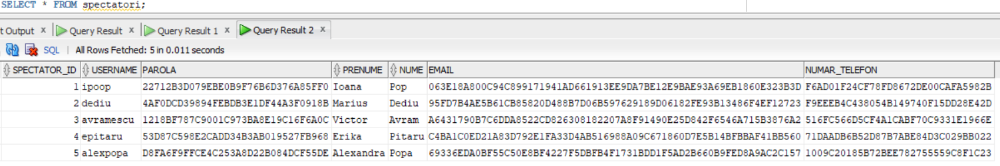 SELECT * FROM spectatori;
t Output x Query Result x Query Result 1 x Query Result 2 x
SQL | All Rows Fetched: 5 in 0.011 seconds
SPECTATOR_ID USERNAME PAROLA PRENUME NUME EMAIL NUMAR_TELEFON
1 ipoop 22712B3D079EBE0B9F76B6D376A85FF0 Ioana Pop 063E18A800C94C899171941AD661913EE9DA7BE12E9BAE93A69EB1860E323B3D F6AD01F24CF78FD8672DE00CAFA5982B
2 dediu 4AF0DCD39894FEBDB3E1DF44A3F0918B Marius Dediu 95FD7B4AE5B61CB85820D488B7D06B597629189D06182FE93B13486F4EF12723 F9EEEB4C438054B149740F15DD28E42D
3 avramescu 1218BF787C9001C973BA8E19C16F6A0C Victor Avram A6431790B7C6DDA8522CD826308182207A8F91490E25D842F6546A715B3876A2 516FC566D5CF4A1CABF70C9331E1966E
4 epitaru 53D87C598E2CADD34B3AB019527FB968 Erika Pitaru C4BA1C0ED21A83D792E1FA33D4AB516988A09C671860D7E5B14BFBBAF41BB560 71DAADB6B52D87B7ABE84D3C029BB022
5 alexpopa D8FA6F9FFCE4C253A8D22B084DCF55DE Alexandra Popa 69336EDA0BF55C50E8BF4227F5DBFB4F1731BDD1F5AD2B660B9FED8A9AC2C157 1009C20185B72BEE782755559C8F1C23